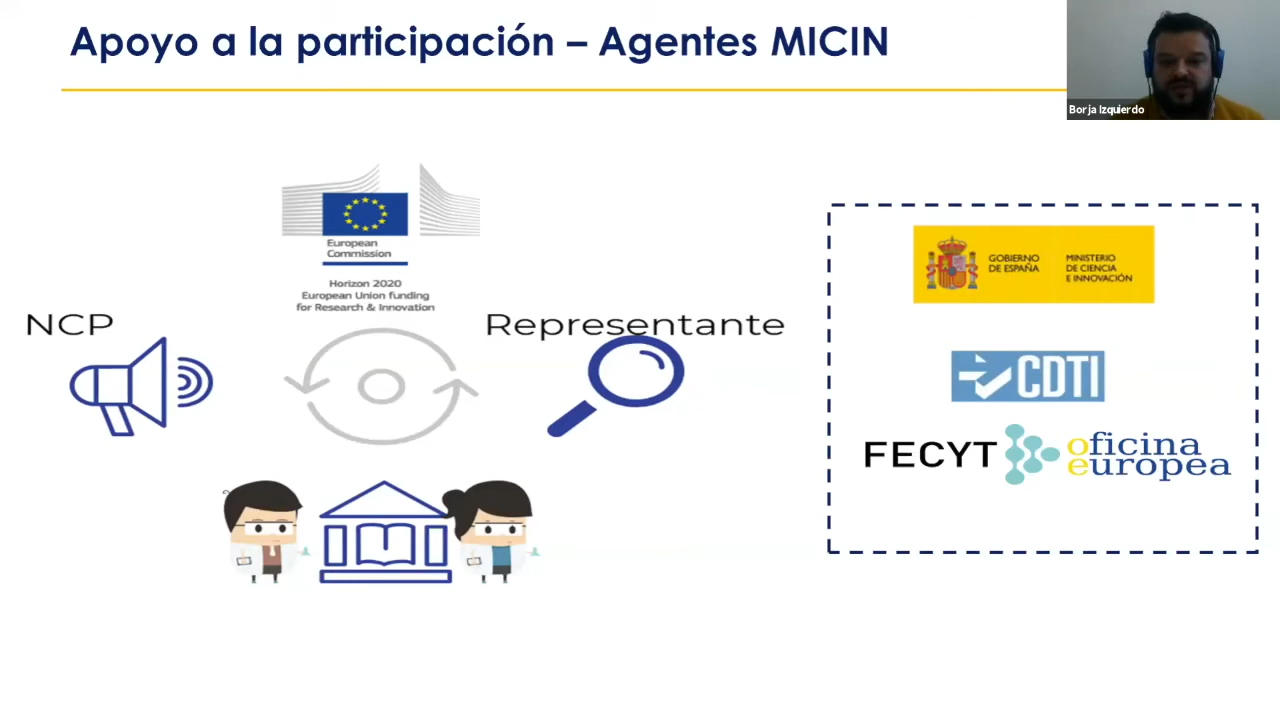 Apoyo a la participación – Agentes MICIN
Borja Izquierdo
European
Commission
Horizon 2020
European Union funding
for Research & Innovation
NCP
Representante
GOBIERNO
DE ESPAÑA
MINISTERIO
DE CIENCIA
E INNOVACIÓN
CDTI
FECYT
oficina
europea